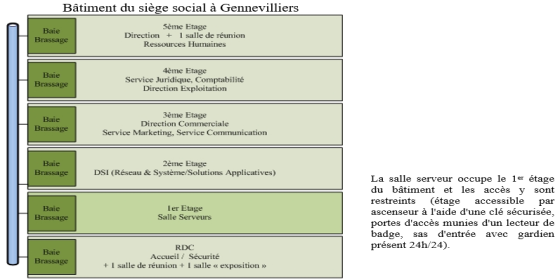 Bâtiment du siège social à Gennevilliers
Baie
Brassage
5ème Etage
Direction + 1 salle de réunion
Ressources Humaines
Baie
Brassage
4ème Etage
Service Juridique, Comptabilité
Direction Exploitation
Baie
Brassage
3ème Etage
Direction Commerciale
Service Marketing, Service Communication
Baie
Brassage
2ème Etage
DSI (Réseau & Système/Solutions Applicatives)
Baie
Brassage
1er Etage
Salle Serveurs
Baie
Brassage
RDC
Accueil / Sécurité
+ 1 salle de réunion + 1 salle « exposition »
La salle serveur occupe le 1er étage
du bâtiment et les accès y sont
restreints (étage accessible par
ascenseur à l'aide d'une clé sécurisée,
portes d'accès munies d'un lecteur de
badge, sas d'entrée avec gardien
présent 24h/24).